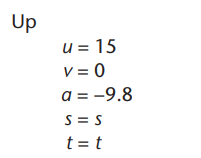 Up
u = 15
v = 0
a = –9.8
s = s
t = t